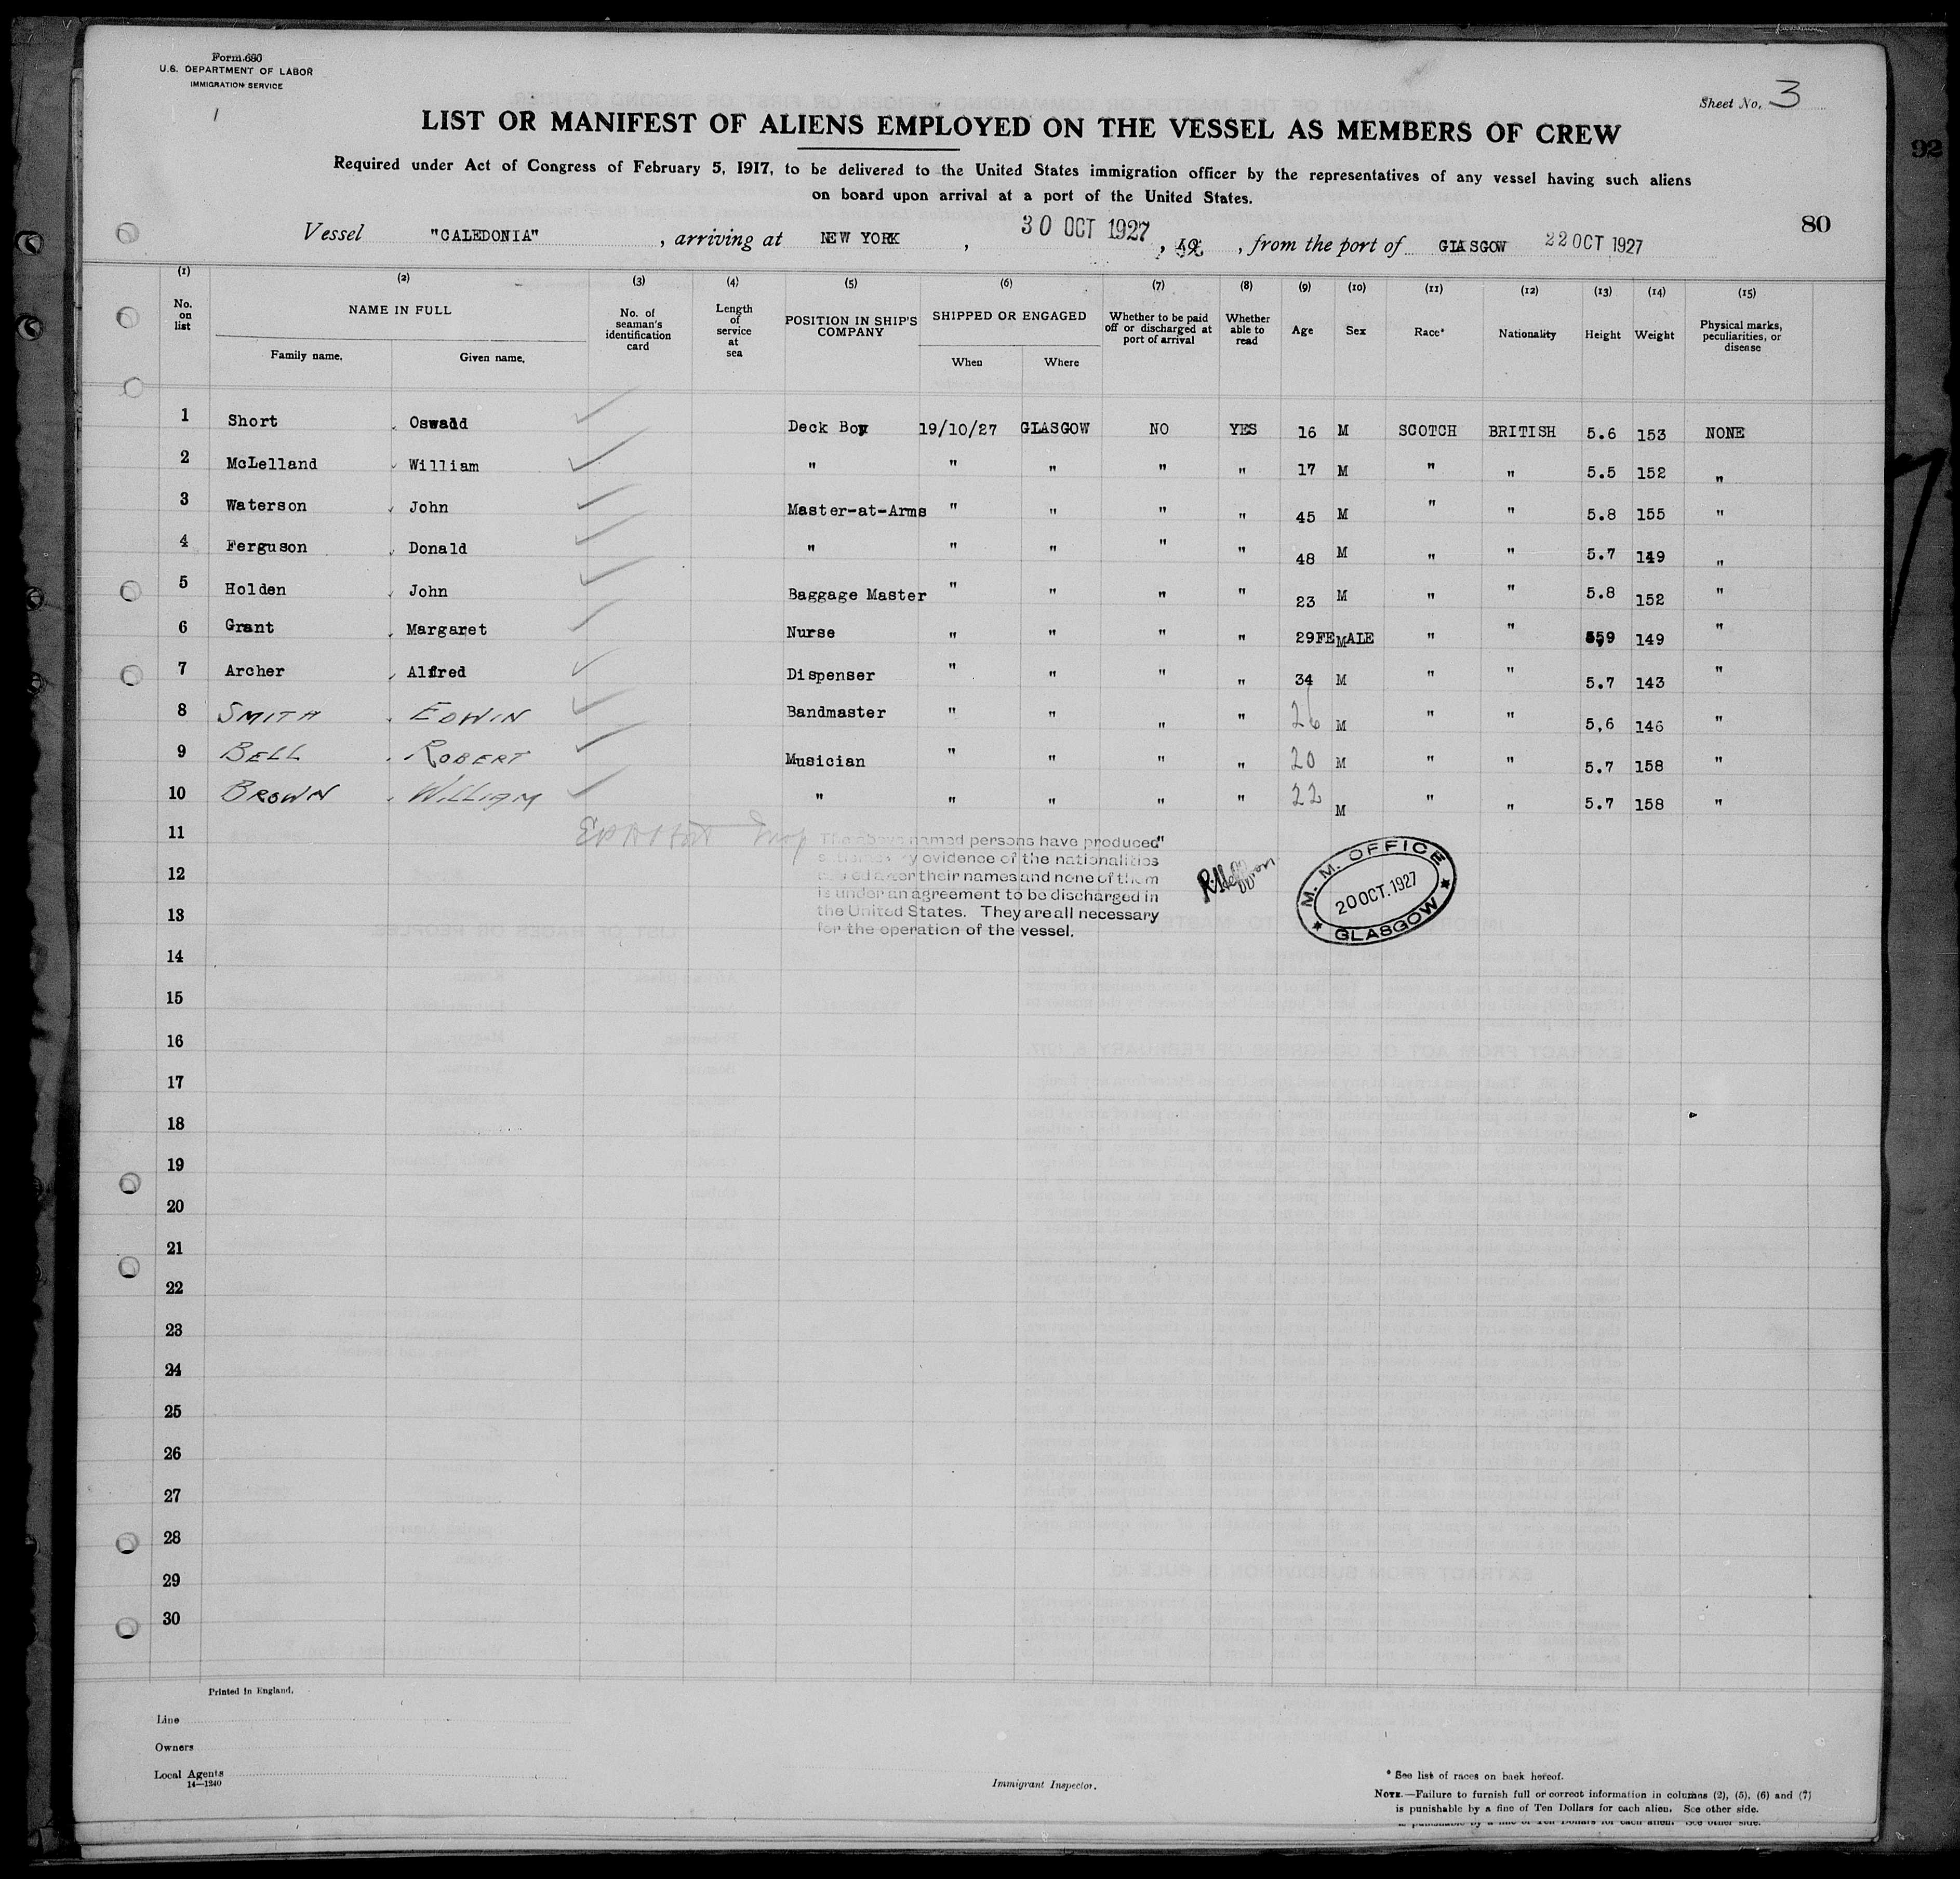 Form 680
U.S. DEPARTMENT OF LABOR
IMMIGRATION SERVICE
Sheet No. 3
LIST OR MANIFEST OF ALIENS EMPLOYED ON THE VESSEL AS MEMBERS OF CREW
92
Required under Act of Congress of February 5, 1917, to be delivered to the United States immigration officer by the representatives of any vessel having such aliens
on board upon arrival at a port of the United States.
80
Vessel "CALEDONIA" , arriving at NEW YORK , 30 OCT 1927 , 19 , from the port of GLASGOW 22 OCT 1927
(1) (2) (3) (4) (5) (6) (7) (8) (9) (10) (11) (12) (13) (14) (15)
No. on list NAME IN FULL Family name. Given name. No. of seaman's identification card Length of service at sea POSITION IN SHIP'S COMPANY SHIPPED OR ENGAGED When Where Whether to be paid off or discharged at port of arrival Whether able to read Age Sex Race* Nationality Height Weight Physical marks, peculiarities, or disease
1 Short Oswald Deck Boy 19/10/27 GLASGOW NO YES 16 M SCOTCH BRITISH 5.6 153 NONE
2 McLelland William " " " " " 17 M " " 5.5 152 "
3 Waterson John Master-at-Arms " " " " 45 M " " 5.8 155 "
4 Ferguson Donald " " " " " 48 M " " 5.7 149 "
5 Holden John Baggage Master " " " " 23 M " " 5.8 152 "
6 Grant Margaret Nurse " " " " 29 FEMALE " " 149 "
7 Archer Alfred Dispenser " " " " 34 M " " 5.7 143 "
8 SMITH EDWIN Bandmaster " " " " 26 M " " 5,6 146 "
9 BELL ROBERT Musician " " " " 20 M " " 5.7 158 "
10 BROWN WILLIAM " " " " " 22 M " " 5.7 158 "
11
12
13
14
15
16
17
18
19
20
21
22
23
24
25
26
27
28
29
30
The above named persons have produced
evidence of the nationalities
after their names and none of them
is under an agreement to be discharged in
the United States. They are all necessary
for the operation of the vessel.
M. M. OFFICE
20 OCT. 1927
GLASGOW
Printed in England.
Line
Owners
Local Agents
14—1240
Immigrant Inspector.
* See list of races on back hereof.
NOTE.—Failure to furnish full or correct information in columns (2), (5), (6) and (7)
is punishable by a fine of Ten Dollars for each alien. See other side.